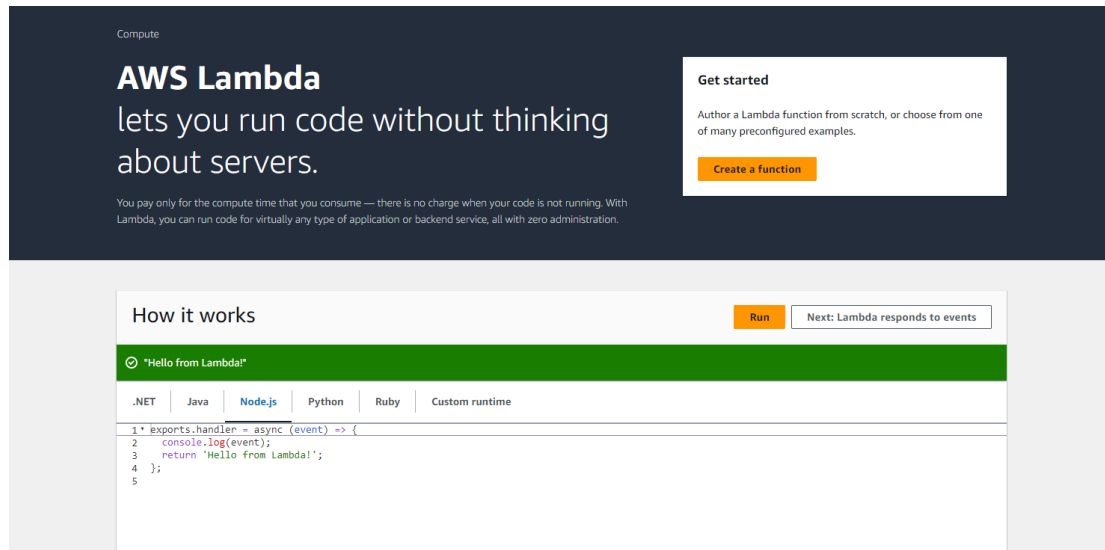 Compute
AWS Lambda
lets you run code without thinking
about servers.
You pay only for the compute time that you consume — there is no charge when your code is not running. With
Lambda, you can run code for virtually any type of application or backend service, all with zero administration.
Get started
Author a Lambda function from scratch, or choose from one
of many preconfigured examples.
Create a function
How it works
Run
Next: Lambda responds to events
"Hello from Lambda!"
.NET
Java
Node.js
Python
Ruby
Custom runtime
1 exports.handler = async (event) => {
2 console.log(event);
3 return 'Hello from Lambda!';
4 };
5